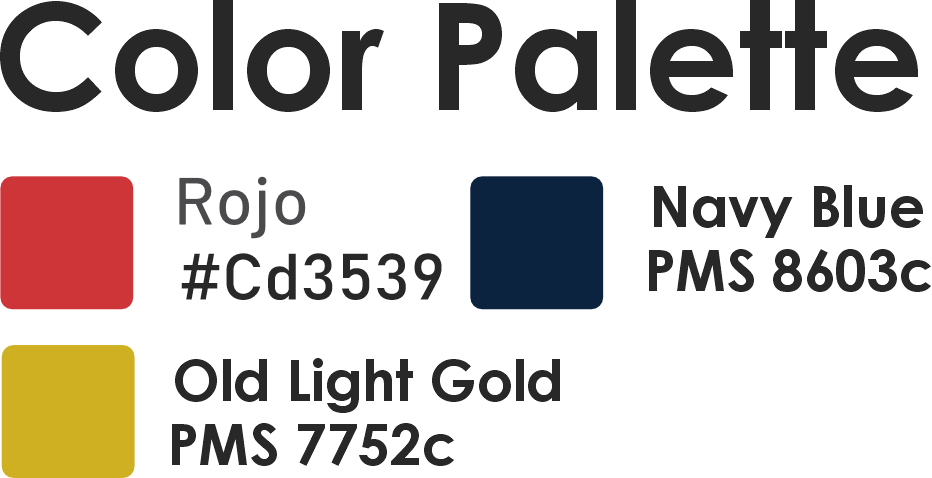 Color Palette
Rojo
#Cd3539
Navy Blue
PMS 8603c
Old Light Gold
PMS 7752c